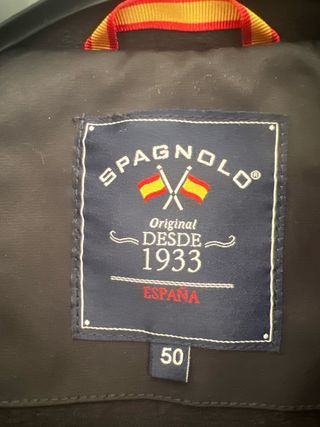 SPAGNOLO®
Original
DESDE
1933
ESPAÑA
50